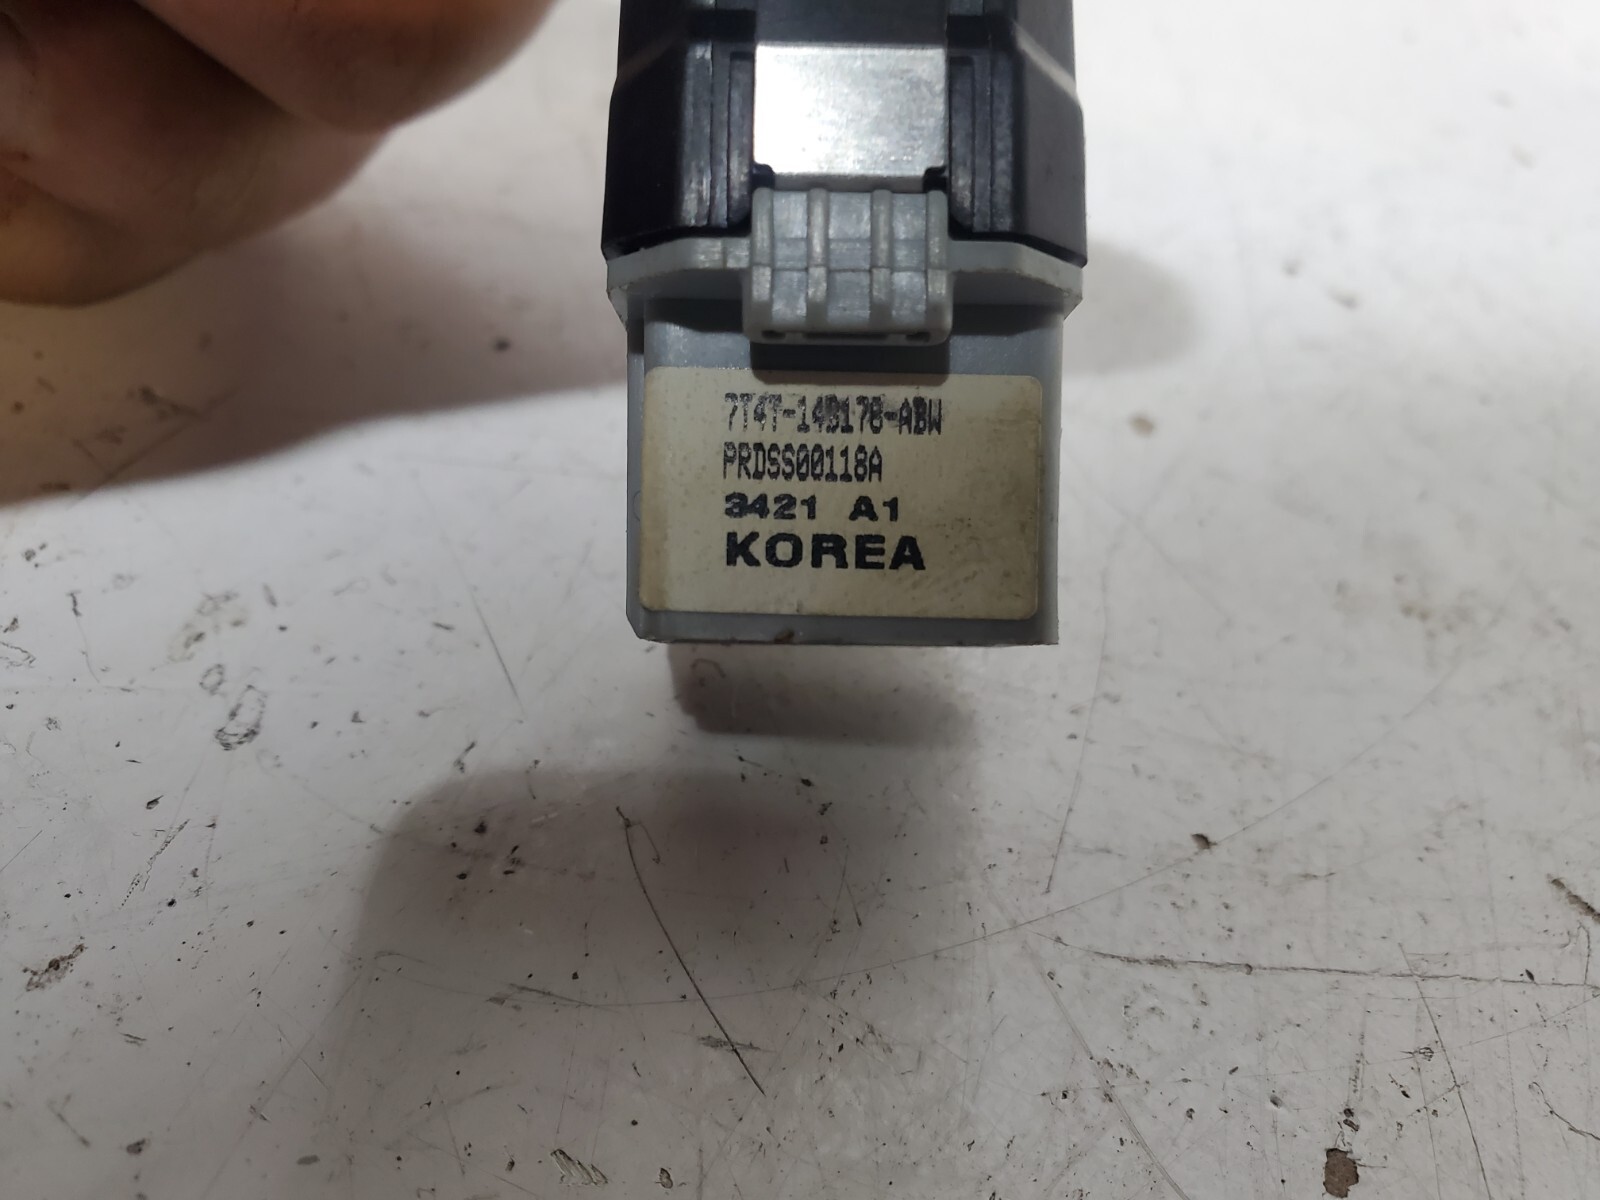 7T4T-14B178-ABW
PRDSS00118A
3421 A1
KOREA